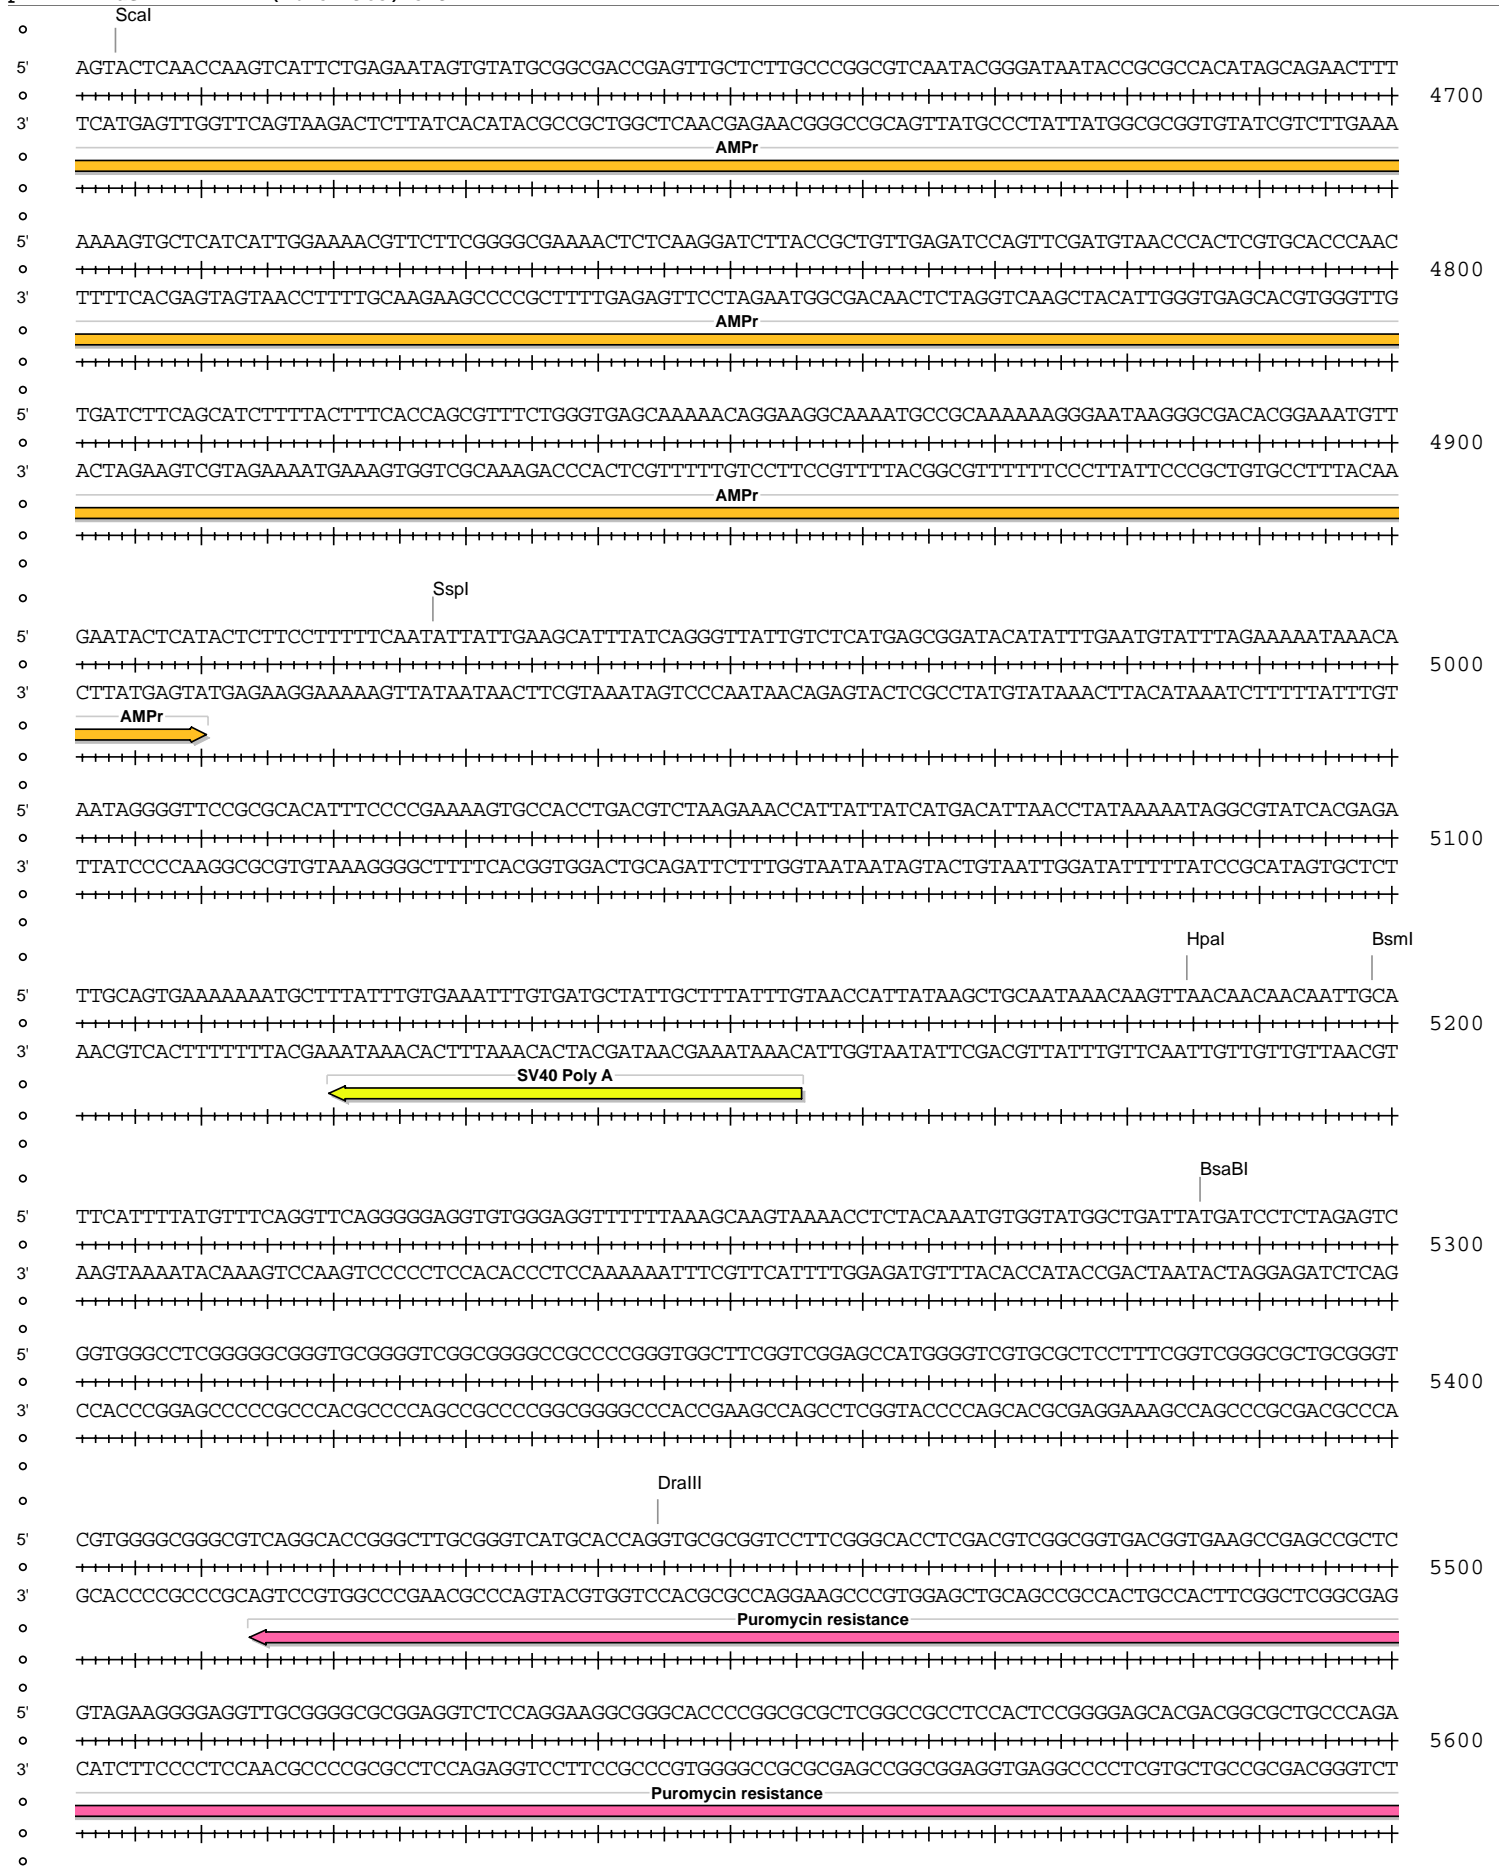 ScaI
5' AGTACTCAACCAAGTCATTCTGAGAATAGTGTATGCGGCGACCGAGTTGCTCTTGCCCGGCGTCAATACGGGATAATACCGCGCCACATAGCAGAACTTT
4700
3' TCATGAGTTGGTTCAGTAAGACTCTTATCACATACGCCGCTGGCTCAACGAGAACGGGCCGCAGTTATGCCCTATTATGGCGCGGTGTATCGTCTTGAAA
AMPr
5' AAAAGTGCTCATCATTGGAAAACGTTCTTCGGGGCGAAAACTCTCAAGGATCTTACCGCTGTTGAGATCCAGTTCGATGTAACCCACTCGTGCACCCAAC
4800
3' TTTTCACGAGTAGTAACCTTTTGCAAGAAGCCCCGCTTTTGAGAGTTCCTAGAATGGCGACAACTCTAGGTCAAGCTACATTGGGTGAGCACGTGGGTTG
AMPr
5' TGATCTTCAGCATCTTTTACTTTCACCAGCGTTTCTGGGTGAGCAAAAACAGGAAGGCAAAATGCCGCAAAAAAGGGAATAAGGGCGACACGGAAATGTT
4900
3' ACTAGAAGTCGTAGAAAATGAAAGTGGTCGCAAAGACCCACTCGTTTTTGTCCTTCCGTTTTACGGCGTTTTTTCCCTTATTCCCGCTGTGCCTTTACAA
AMPr
SspI
5' GAATACTCATACTCTTCCTTTTTCAATATTATTGAAGCATTTATCAGGGTTATTGTCTCATGAGCGGATACATATTTGAATGTATTTAGAAAAATAAACA
5000
3' CTTATGAGTATGAGAAGGAAAAAGTTATAATAACTTCGTAAATAGTCCCAATAACAGAGTACTCGCCTATGTATAAACTTACATAAATCTTTTTATTTGT
AMPr
5' AATAGGGGTTCCGCGCACATTTCCCCGAAAAGTGCCACCTGACGTCTAAGAAACCATTATTATCATGACATTAACCTATAAAAATAGGCGTATCACGAGA
5100
3' TTATCCCCAAGGCGCGTGTAAAGGGGCTTTTCACGGTGGACTGCAGATTCTTTGGTAATAATAGTACTGTAATTGGATATTTTTATCCGCATAGTGCTCT
HpaI BsmI
5' TTGCAGTGAAAAAAATGCTTTATTTGTGAAATTTGTGATGCTATTGCTTTATTTGTAACCATTATAAGCTGCAATAAACAAGTTAACAACAACAATTGCA
5200
3' AACGTCACTTTTTTTACGAAATAAACACTTTAAACACTACGATAACGAAATAAACATTGGTAATATTCGACGTTATTTGTTCAATTGTTGTTGTTAACGT
SV40 Poly A
BsaBI
5' TTCATTTTATGTTTCAGGTTCAGGGGGAGGTGTGGGAGGTTTTTTAAAGCAAGTAAAACCTCTACAAATGTGGTATGGCTGATTATGATCCTCTAGAGTC
5300
3' AAGTAAAATACAAAGTCCAAGTCCCCCTCCACACCCTCCAAAAAATTTCGTTCATTTTGGAGATGTTTACACCATACCGACTAATACTAGGAGATCTCAG
5' GGTGGGCCTCGGGGGCGGGTGCGGGGTCGGCGGGGCCGCCCCGGGTGGCTTCGGTCGGAGCCATGGGGTCGTGCGCTCCTTTCGGTCGGGCGCTGCGGGT
5400
3' CCACCCGGAGCCCCCGCCCACGCCCCAGCCGCCCCGGCGGGGCCCACCGAAGCCAGCCTCGGTACCCCAGCACGCGAGGAAAGCCAGCCCGCGACGCCCA
DraIII
5' CGTGGGGCGGGCGTCAGGCACCGGGCTTGCGGGTCATGCACCAGGTGCGCGGTCCTTCGGGCACCTCGACGTCGGCGGTGACGGTGAAGCCGAGCCGCTC
5500
3' GCACCCCGCCCGCAGTCCGTGGCCCGAACGCCCAGTACGTGGTCCACGCGCCAGGAAGCCCGTGGAGCTGCAGCCGCCACTGCCACTTCGGCTCGGCGAG
Puromycin resistance
5' GTAGAAGGGGAGGTTGCGGGGCGCGGAGGTCTCCAGGAAGGCGGGCACCCCGGCGCGCTCGGCCGCCTCCACTCCGGGGAGCACGACGGCGCTGCCCAGA
5600
3' CATCTTCCCCTCCAACGCCCCGCGCCTCCAGAGGTCCTTCCGCCCGTGGGGCCGCGCGAGCCGGCGGAGGTGAGGCCCCTCGTGCTGCCGCGACGGGTCT
Puromycin resistance